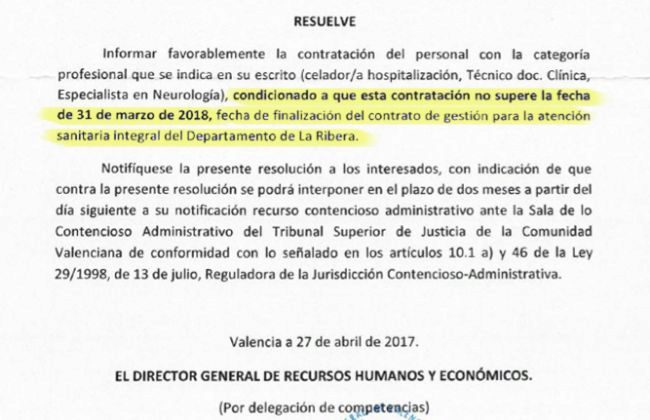 RESUELVE
Informar favorablemente la contratación del personal con la categoría
profesional que se indica en su escrito (celador/a hospitalización, Técnico doc. Clínica,
Especialista en Neurología), condicionado a que esta contratación no supere la fecha
de 31 de marzo de 2018, fecha de finalización del contrato de gestión para la atención
sanitaria integral del Departamento de La Ribera.
Notifíquese la presente resolución a los interesados, con indicación de que
contra la presente resolución se podrá interponer en el plazo de dos meses a partir del
día siguiente a su notificación recurso contencioso administrativo ante la Sala de lo
Contencioso Administrativo del Tribunal Superior de Justicia de la Comunidad
Valenciana de conformidad con lo señalado en los artículos 10.1 a) y 46 de la Ley
29/1998, de 13 de julio, Reguladora de la Jurisdicción Contencioso-Administrativa.
Valencia a 27 de abril de 2017.
EL DIRECTOR GENERAL DE RECURSOS HUMANOS Y ECONÓMICOS.
(Por delegación de competencias)